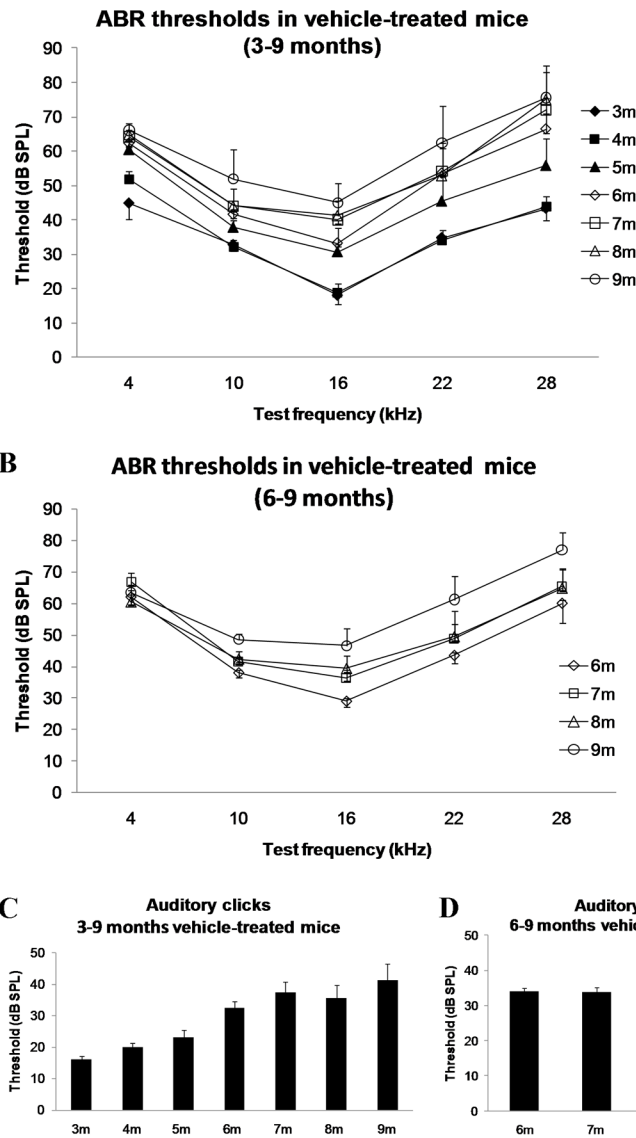 ABR thresholds in vehicle-treated mice
(3-9 months)
90
80
70
60
50
40
30
20
10
0
Threshold (dB SPL)
4 10 16 22 28
Test frequency (kHz)
3m
4m
5m
6m
7m
8m
9m
B
ABR thresholds in vehicle-treated mice
(6-9 months)
90
80
70
60
50
40
30
20
10
0
Threshold (dB SPL)
4 10 16 22 28
Test frequency (kHz)
6m
7m
8m
9m
C
Auditory clicks
3-9 months vehicle-treated mice
50
40
30
20
10
0
Threshold (dB SPL)
3m 4m 5m 6m 7m 8m 9m
D
Auditory
6-9 months vehic
50
40
30
20
10
0
Threshold (dB SPL)
6m 7m